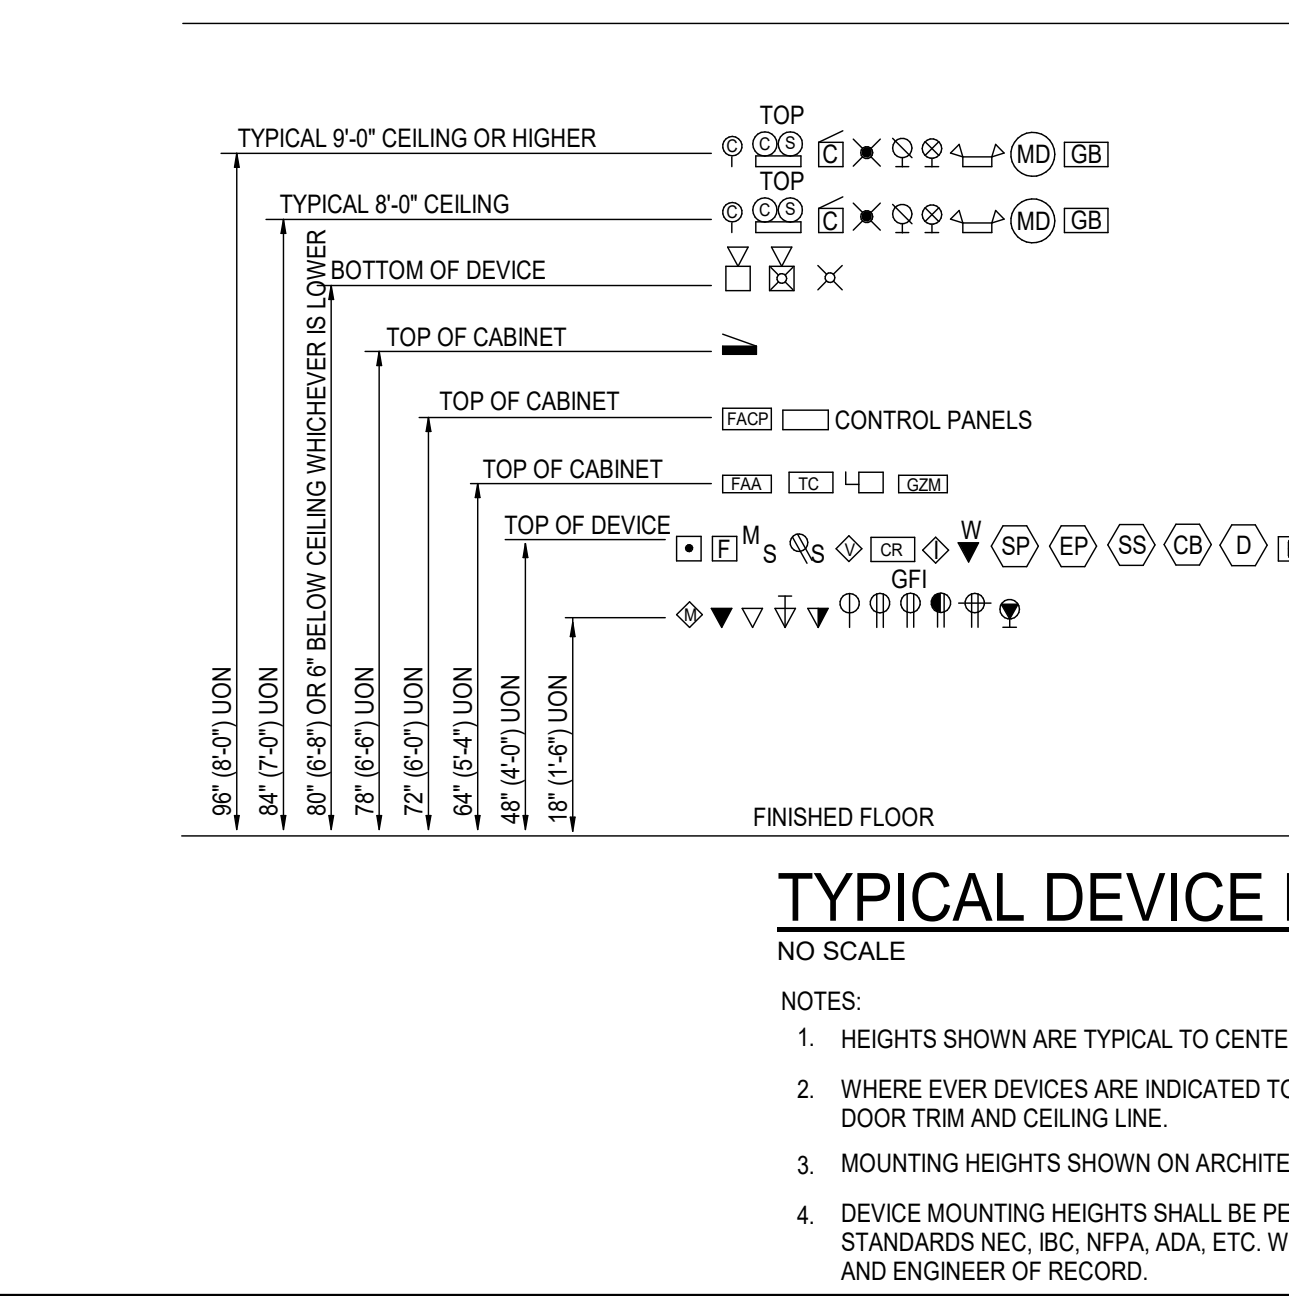 TOP
TYPICAL 9'-0" CEILING OR HIGHER C C S C MD GB
TOP
TYPICAL 8'-0" CEILING C C S C MD GB
BOTTOM OF DEVICE
TOP OF CABINET
TOP OF CABINET FACP CONTROL PANELS
TOP OF CABINET FAA TC GZM
TOP OF DEVICE F M S S V CR I W SP EP SS CB D
GFI
M
96" (8'-0") UON
84" (7'-0") UON
80" (6'-8") OR 6" BELOW CEILING WHICHEVER IS LOWER
78" (6'-6") UON
72" (6'-0") UON
64" (5'-4") UON
48" (4'-0") UON
18" (1'-6") UON
FINISHED FLOOR
TYPICAL DEVICE
NO SCALE
NOTES:
1. HEIGHTS SHOWN ARE TYPICAL TO CENTE
2. WHERE EVER DEVICES ARE INDICATED TO
DOOR TRIM AND CEILING LINE.
3. MOUNTING HEIGHTS SHOWN ON ARCHITE
4. DEVICE MOUNTING HEIGHTS SHALL BE PE
STANDARDS NEC, IBC, NFPA, ADA, ETC. W
AND ENGINEER OF RECORD.